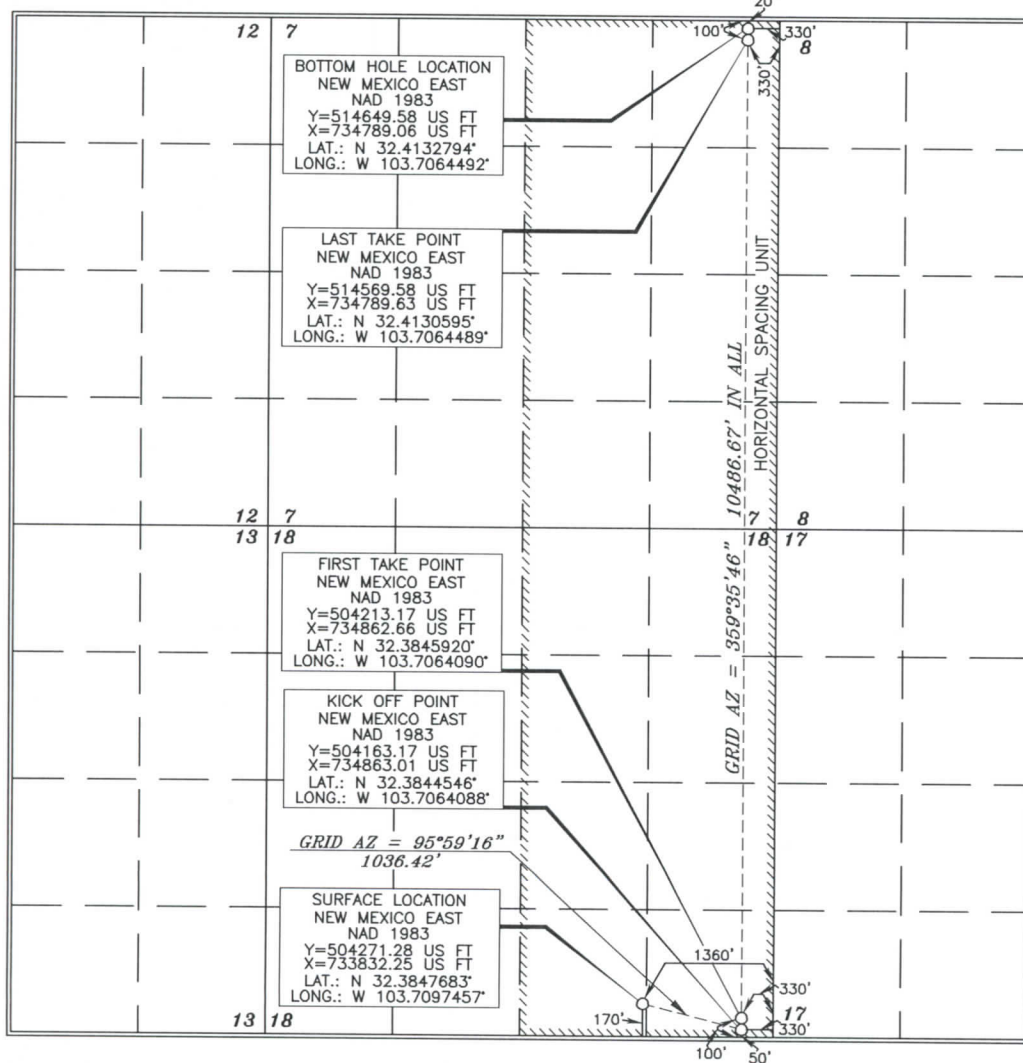 20'
12 7
100'
330'
8
BOTTOM HOLE LOCATION
NEW MEXICO EAST
NAD 1983
Y=514649.58 US FT
X=734789.06 US FT
LAT.: N 32.4132794°
LONG.: W 103.7064492°
330'
LAST TAKE POINT
NEW MEXICO EAST
NAD 1983
Y=514569.58 US FT
X=734789.63 US FT
LAT.: N 32.4130595°
LONG.: W 103.7064489°
HORIZONTAL SPACING UNIT
GRID AZ = 359°35'46" 10486.67' IN ALL
12 7
7 8
13 18
18 17
FIRST TAKE POINT
NEW MEXICO EAST
NAD 1983
Y=504213.17 US FT
X=734862.66 US FT
LAT.: N 32.3845920°
LONG.: W 103.7064090°
KICK OFF POINT
NEW MEXICO EAST
NAD 1983
Y=504163.17 US FT
X=734863.01 US FT
LAT.: N 32.3844546°
LONG.: W 103.7064088°
GRID AZ = 95°59'16"
1036.42'
SURFACE LOCATION
NEW MEXICO EAST
NAD 1983
Y=504271.28 US FT
X=733832.25 US FT
LAT.: N 32.3847683°
LONG.: W 103.7097457°
1360'
330'
13 18
170'
17
330'
100'
50'